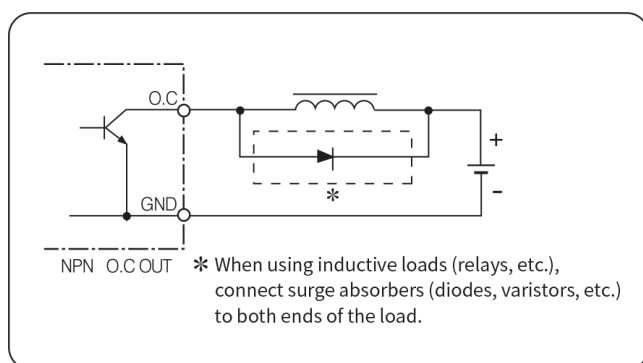 O.C
+
GND
-
*
NPN O.C OUT
* When using inductive loads (relays, etc.),
connect surge absorbers (diodes, varistors, etc.)
to both ends of the load.